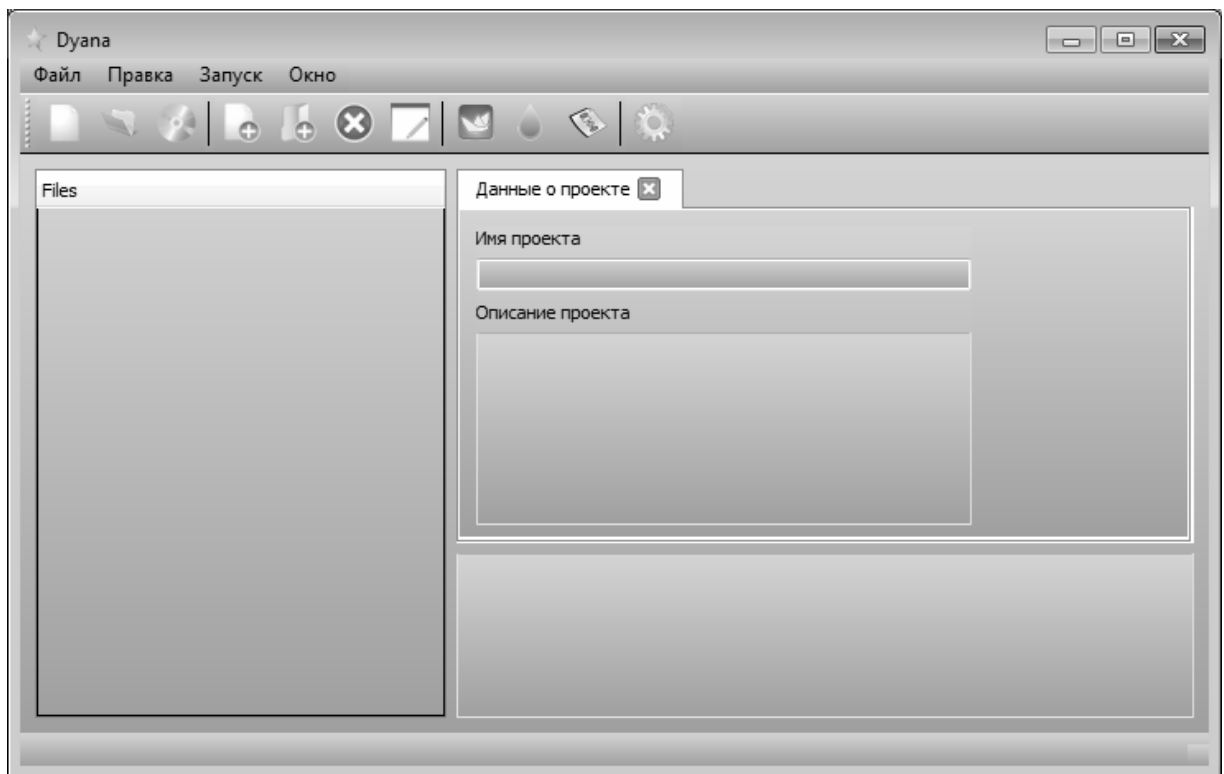 Dyana
Файл Правка Запуск Окно
Files
Данные о проекте
Имя проекта
Описание проекта